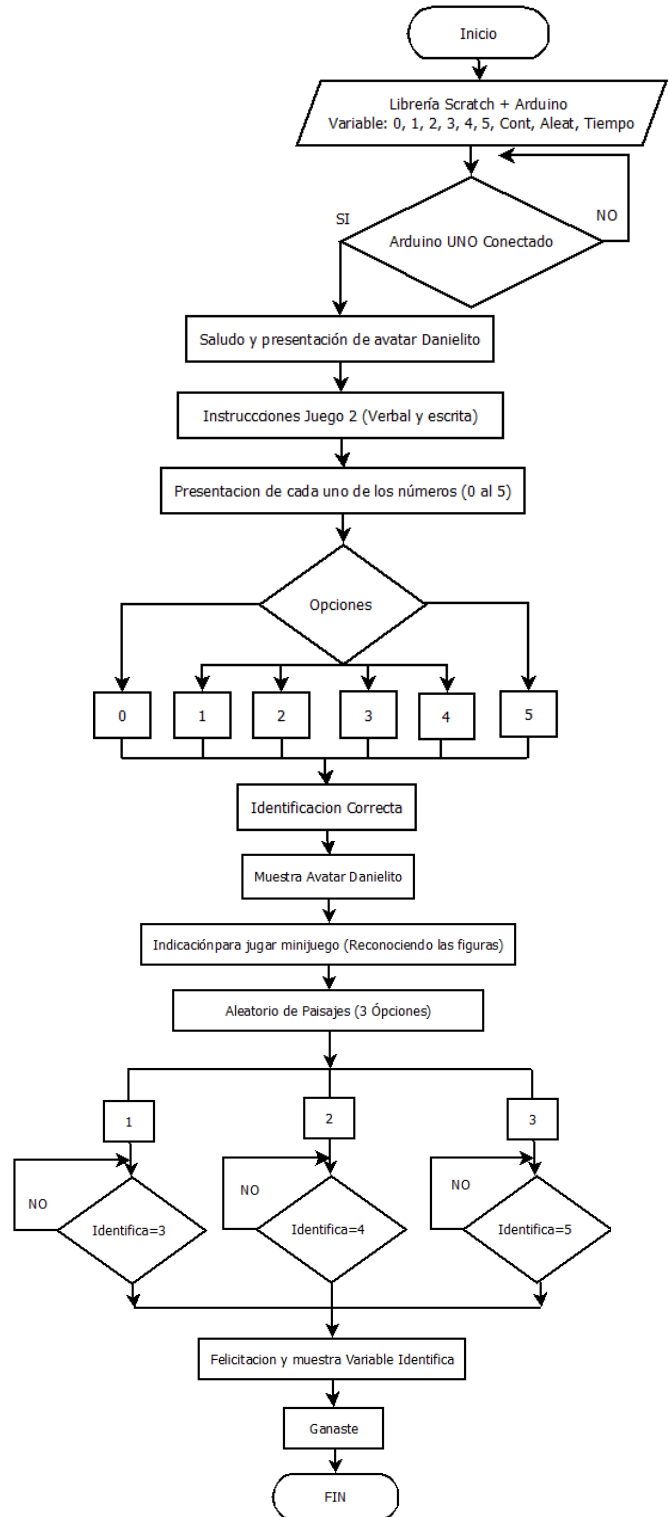 Inicio
Librería Scratch + Arduino
Variable: 0, 1, 2, 3, 4, 5, Cont, Aleat, Tiempo
SI
NO
Arduino UNO Conectado
Saludo y presentación de avatar Danielito
Instruccciones Juego 2 (Verbal y escrita)
Presentacion de cada uno de los números (0 al 5)
Opciones
0
1
2
3
4
5
Identificacion Correcta
Muestra Avatar Danielito
Indicación para jugar minijuego (Reconociendo las figuras)
Aleatorio de Paisajes (3 Ópciones)
1
2
3
NO
NO
NO
Identifica=3
Identifica=4
Identifica=5
Felicitacion y muestra Variable Identifica
Ganaste
FIN